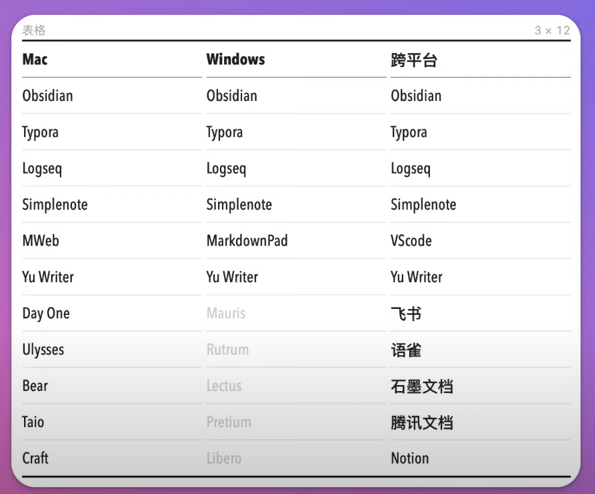 表格 3 × 12
Mac Windows 跨平台
Obsidian Obsidian Obsidian
Typora Typora Typora
Logseq Logseq Logseq
Simplenote Simplenote Simplenote
MWeb MarkdownPad VScode
Yu Writer Yu Writer Yu Writer
Day One Mauris 飞书
Ulysses Rutrum 语雀
Bear Lectus 石墨文档
Taio Pretium 腾讯文档
Craft Libero Notion